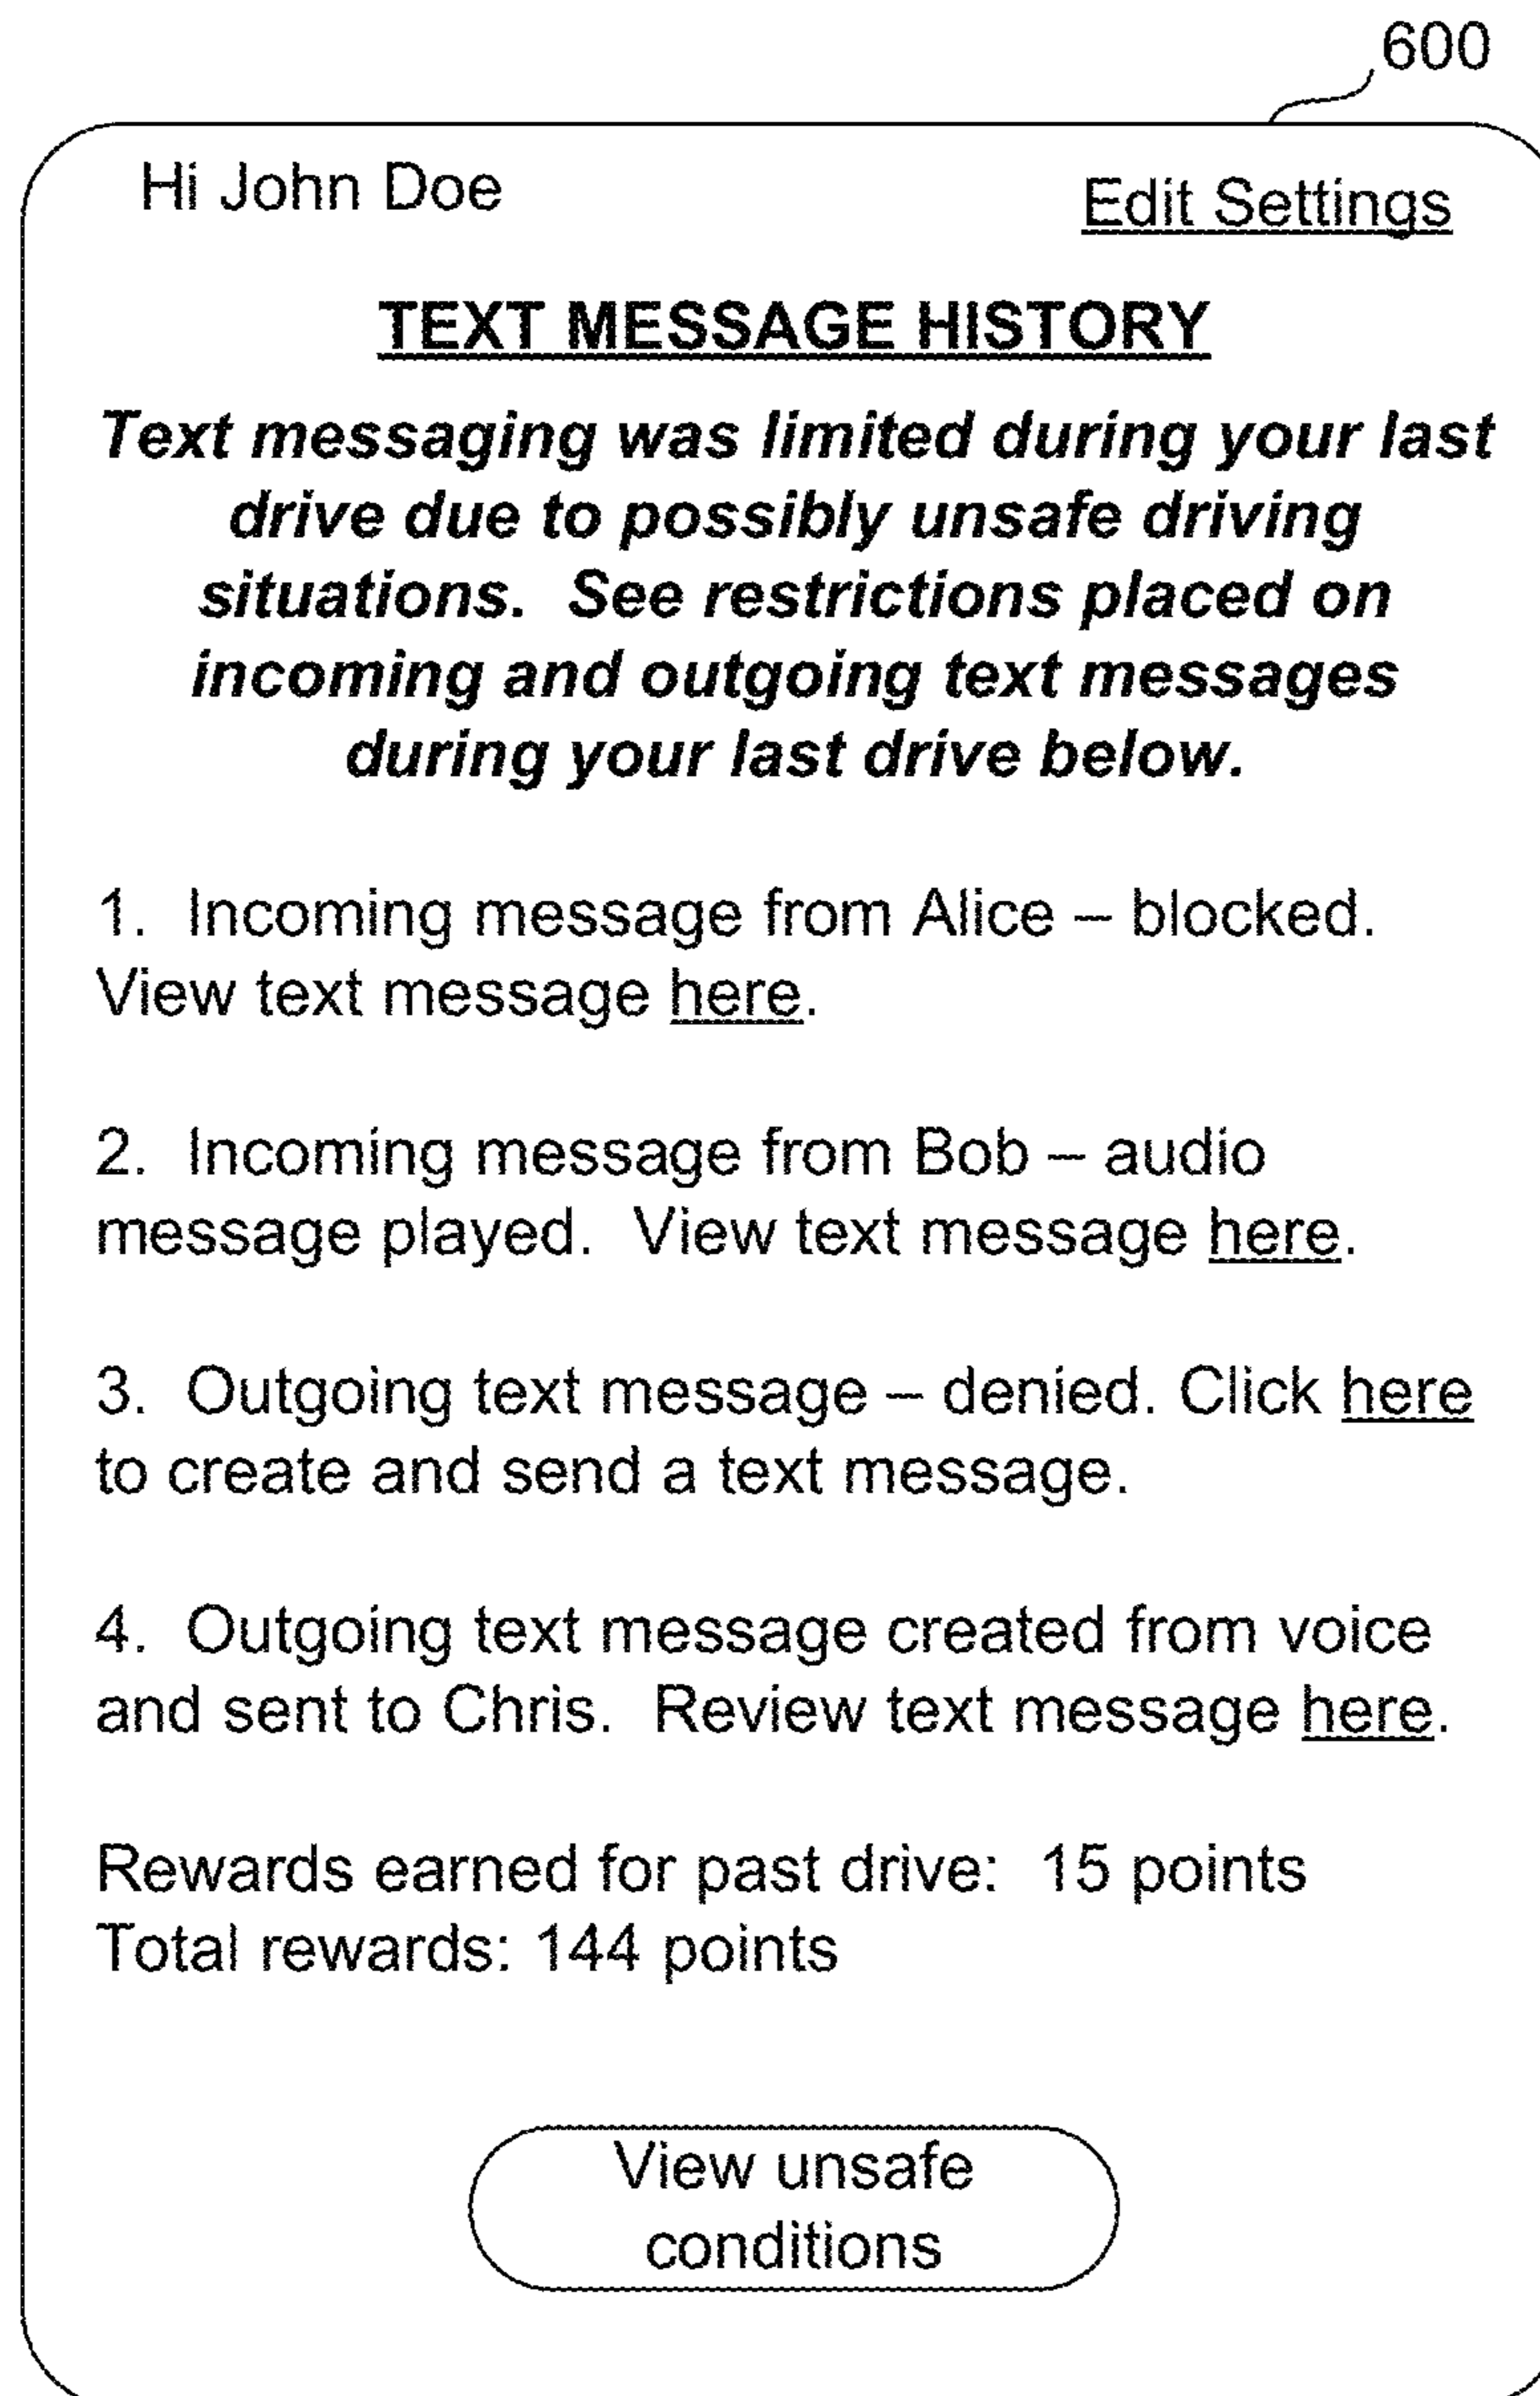 600
Hi John Doe
Edit Settings
TEXT MESSAGE HISTORY
Text messaging was limited during your last
drive due to possibly unsafe driving
situations.  See restrictions placed on
incoming and outgoing text messages
during your last drive below.
1.  Incoming message from Alice – blocked.
View text message here.
2.  Incoming message from Bob – audio
message played.  View text message here.
3.  Outgoing text message – denied. Click here
to create and send a text message.
4.  Outgoing text message created from voice
and sent to Chris.  Review text message here.
Rewards earned for past drive:  15 points
Total rewards: 144 points
View unsafe
conditions